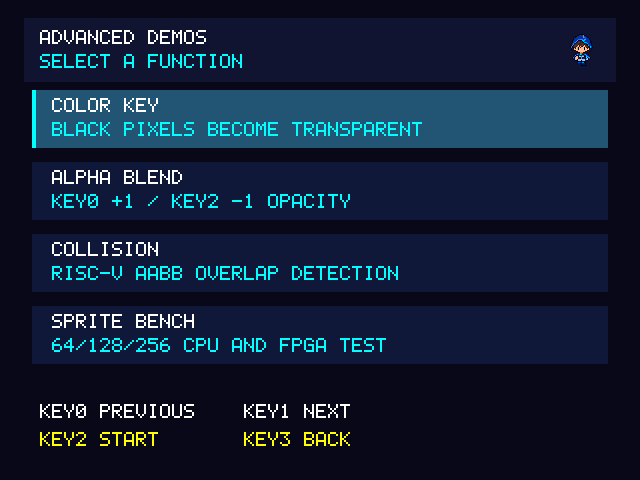 ADVANCED DEMOS
SELECT A FUNCTION
COLOR KEY
BLACK PIXELS BECOME TRANSPARENT
ALPHA BLEND
KEY0 +1 / KEY2 -1 OPACITY
COLLISION
RISC-V AABB OVERLAP DETECTION
SPRITE BENCH
64/128/256 CPU AND FPGA TEST
KEY0 PREVIOUS KEY1 NEXT
KEY2 START KEY3 BACK